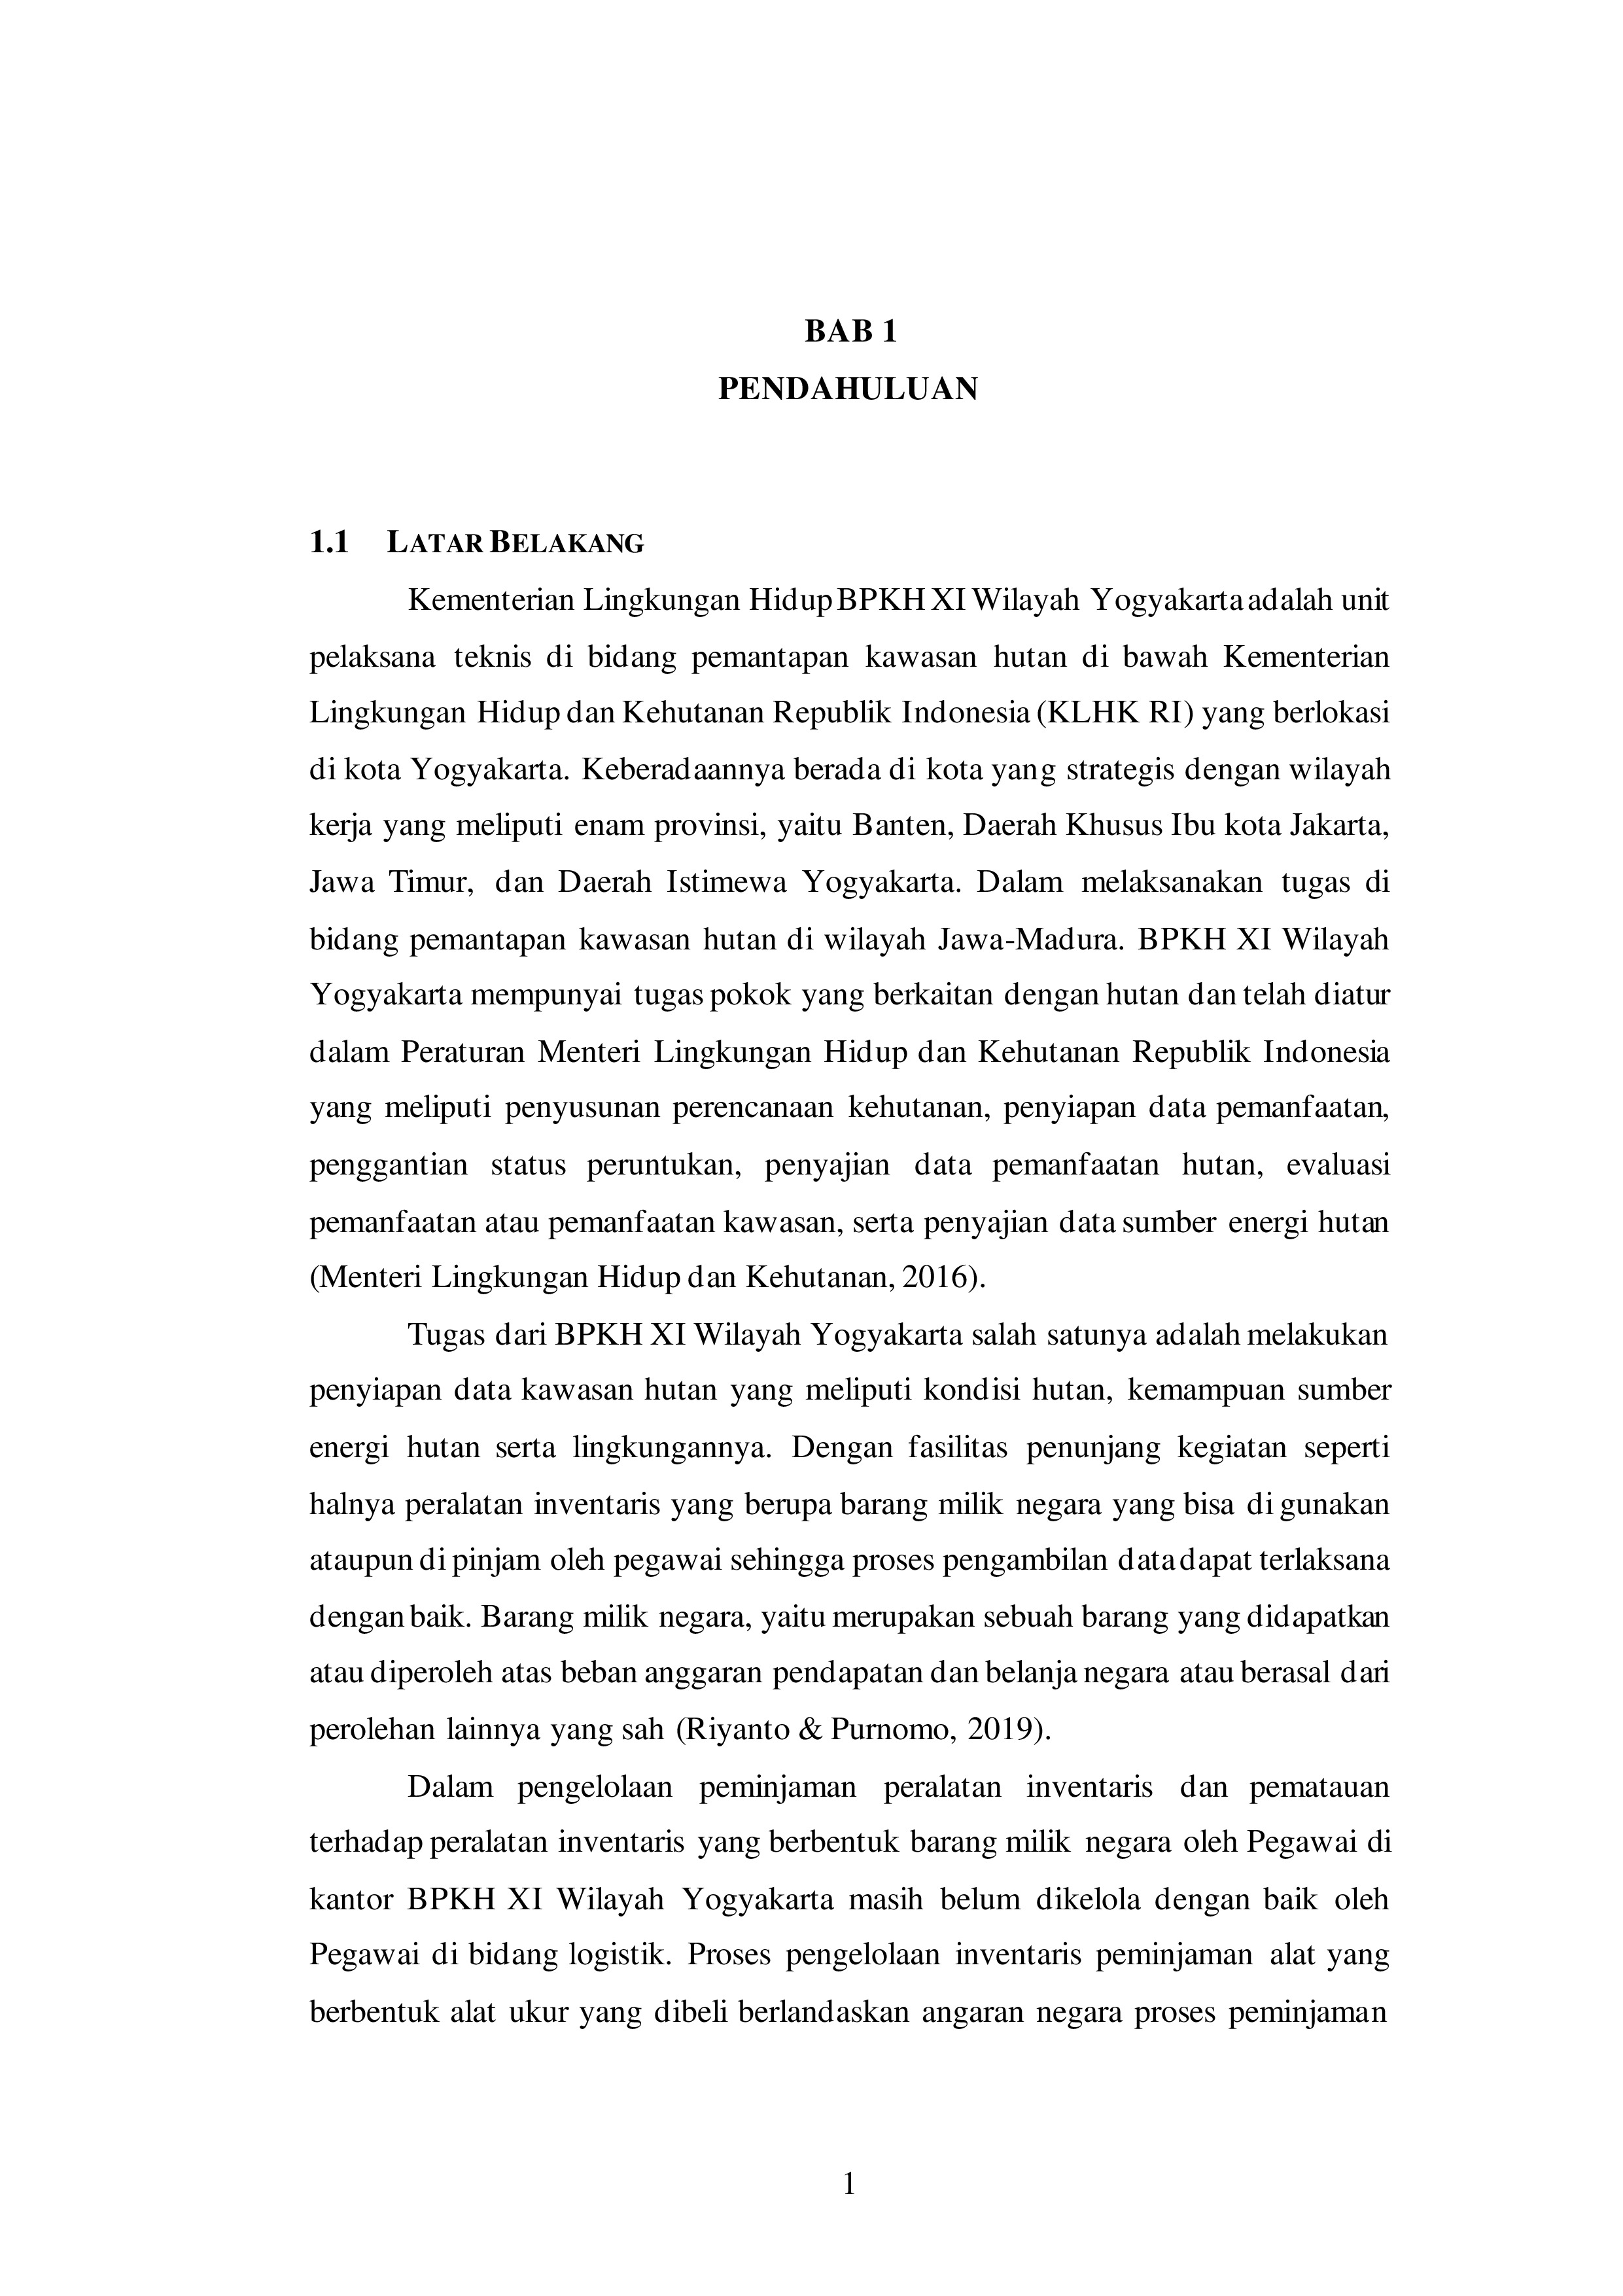 BAB 1
PENDAHULUAN
1.1 LATAR BELAKANG
Kementerian Lingkungan Hidup BPKH XI Wilayah Yogyakarta adalah unit
pelaksana teknis di bidang pemantapan kawasan hutan di bawah Kementerian
Lingkungan Hidup dan Kehutanan Republik Indonesia (KLHK RI) yang berlokasi
di kota Yogyakarta. Keberadaannya berada di kota yang strategis dengan wilayah
kerja yang meliputi enam provinsi, yaitu Banten, Daerah Khusus Ibu kota Jakarta,
Jawa Timur, dan Daerah Istimewa Yogyakarta. Dalam melaksanakan tugas di
bidang pemantapan kawasan hutan di wilayah Jawa-Madura. BPKH XI Wilayah
Yogyakarta mempunyai tugas pokok yang berkaitan dengan hutan dan telah diatur
dalam Peraturan Menteri Lingkungan Hidup dan Kehutanan Republik Indonesia
yang meliputi penyusunan perencanaan kehutanan, penyiapan data pemanfaatan,
penggantian status peruntukan, penyajian data pemanfaatan hutan, evaluasi
pemanfaatan atau pemanfaatan kawasan, serta penyajian data sumber energi hutan
(Menteri Lingkungan Hidup dan Kehutanan, 2016).
Tugas dari BPKH XI Wilayah Yogyakarta salah satunya adalah melakukan
penyiapan data kawasan hutan yang meliputi kondisi hutan, kemampuan sumber
energi hutan serta lingkungannya. Dengan fasilitas penunjang kegiatan seperti
halnya peralatan inventaris yang berupa barang milik negara yang bisa di gunakan
ataupun di pinjam oleh pegawai sehingga proses pengambilan data dapat terlaksana
dengan baik. Barang milik negara, yaitu merupakan sebuah barang yang didapatkan
atau diperoleh atas beban anggaran pendapatan dan belanja negara atau berasal dari
perolehan lainnya yang sah (Riyanto & Purnomo, 2019).
Dalam pengelolaan peminjaman peralatan inventaris dan pematauan
terhadap peralatan inventaris yang berbentuk barang milik negara oleh Pegawai di
kantor BPKH XI Wilayah Yogyakarta masih belum dikelola dengan baik oleh
Pegawai di bidang logistik. Proses pengelolaan inventaris peminjaman alat yang
berbentuk alat ukur yang dibeli berlandaskan angaran negara proses peminjaman
1